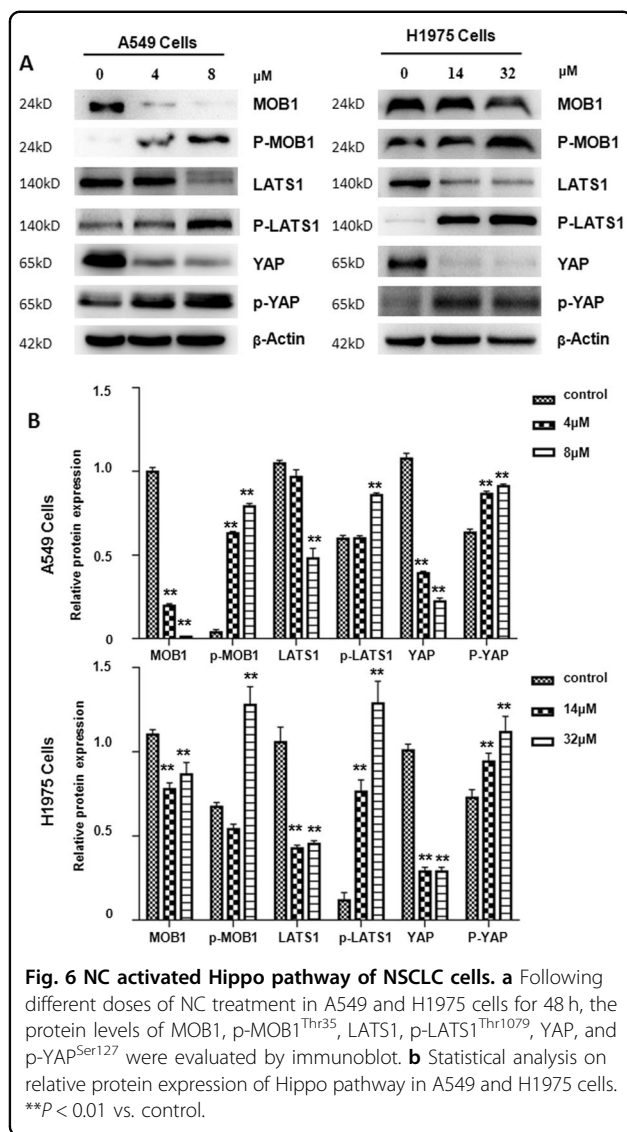 A549 Cells
H1975 Cells
A
0 4 8 μM
0 14 32 μM
24kD MOB1
24kD P-MOB1
140kD LATS1
140kD P-LATS1
65kD YAP
65kD p-YAP
42kD β-Actin
24kD MOB1
24kD P-MOB1
140kD LATS1
140kD P-LATS1
65kD YAP
65kD p-YAP
42kD β-Actin
B
A549 Cells
Relative protein expression
1.5
1.0
0.5
0
control
4μM
8μM
** ** ** ** ** ** ** ** ** **
MOB1 p-MOB1 LATS1 p-LATS1 YAP P-YAP
H1975 Cells
Relative protein expression
1.5
1.0
0.5
0
control
14μM
32μM
** ** ** ** ** ** ** ** ** ** **
MOB1 p-MOB1 LATS1 p-LATS1 YAP P-YAP
Fig. 6 NC activated Hippo pathway of NSCLC cells. a Following
different doses of NC treatment in A549 and H1975 cells for 48 h, the
protein levels of MOB1, p-MOB1Thr35, LATS1, p-LATS1Thr1079, YAP, and
p-YAPSer127 were evaluated by immunoblot. b Statistical analysis on
relative protein expression of Hippo pathway in A549 and H1975 cells.
**P < 0.01 vs. control.